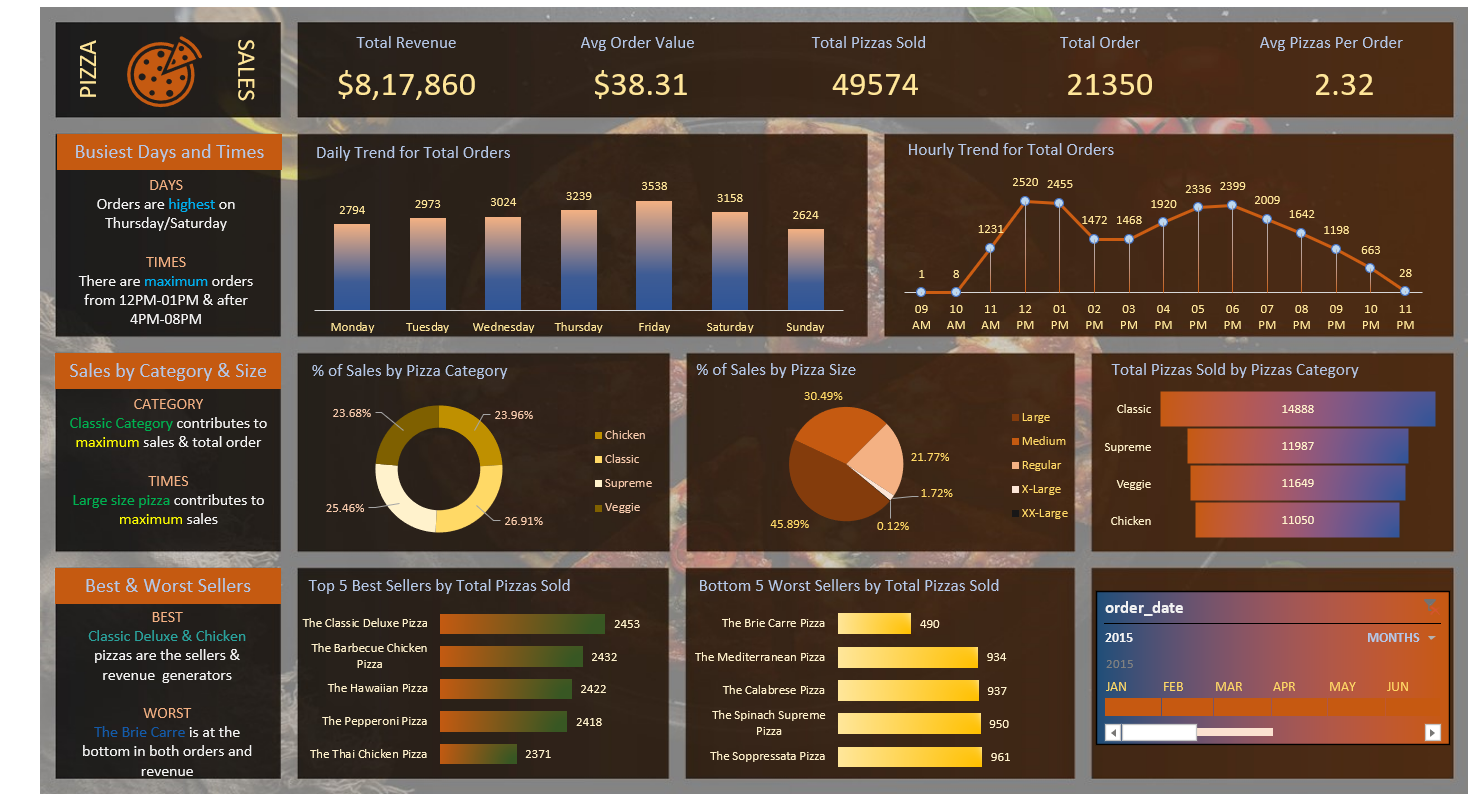 PIZZA
SALES
Total Revenue
$8,17,860
Avg Order Value
$38.31
Total Pizzas Sold
49574
Total Order
21350
Avg Pizzas Per Order
2.32
Busiest Days and Times
DAYS
Orders are highest on
Thursday/Saturday
TIMES
There are maximum orders
from 12PM-01PM & after
4PM-08PM
Daily Trend for Total Orders
2794
2973
3024
3239
3538
3158
2624
Monday
Tuesday
Wednesday
Thursday
Friday
Saturday
Sunday
Hourly Trend for Total Orders
1
8
1231
2520
2455
1472
1468
1920
2336
2399
2009
1642
1198
663
28
09 10 11 12 01 02 03 04 05 06 07 08 09 10 11
AM AM AM PM PM PM PM PM PM PM PM PM PM PM PM
Sales by Category & Size
CATEGORY
Classic Category contributes to
maximum sales & total order
TIMES
Large size pizza contributes to
maximum sales
% of Sales by Pizza Category
23.68%
23.96%
25.46%
26.91%
Chicken
Classic
Supreme
Veggie
% of Sales by Pizza Size
30.49%
21.77%
1.72%
0.12%
45.89%
Large
Medium
Regular
X-Large
XX-Large
Total Pizzas Sold by Pizzas Category
Classic 14888
Supreme 11987
Veggie 11649
Chicken 11050
Best & Worst Sellers
BEST
Classic Deluxe & Chicken
pizzas are the sellers &
revenue generators
WORST
The Brie Carre is at the
bottom in both orders and
revenue
Top 5 Best Sellers by Total Pizzas Sold
The Classic Deluxe Pizza 2453
The Barbecue Chicken
Pizza 2432
The Hawaiian Pizza 2422
The Pepperoni Pizza 2418
The Thai Chicken Pizza 2371
Bottom 5 Worst Sellers by Total Pizzas Sold
The Brie Carre Pizza 490
The Mediterranean Pizza 934
The Calabrese Pizza 937
The Spinach Supreme
Pizza 950
The Soppressata Pizza 961
order_date
2015 MONTHS
2015
JAN FEB MAR APR MAY JUN